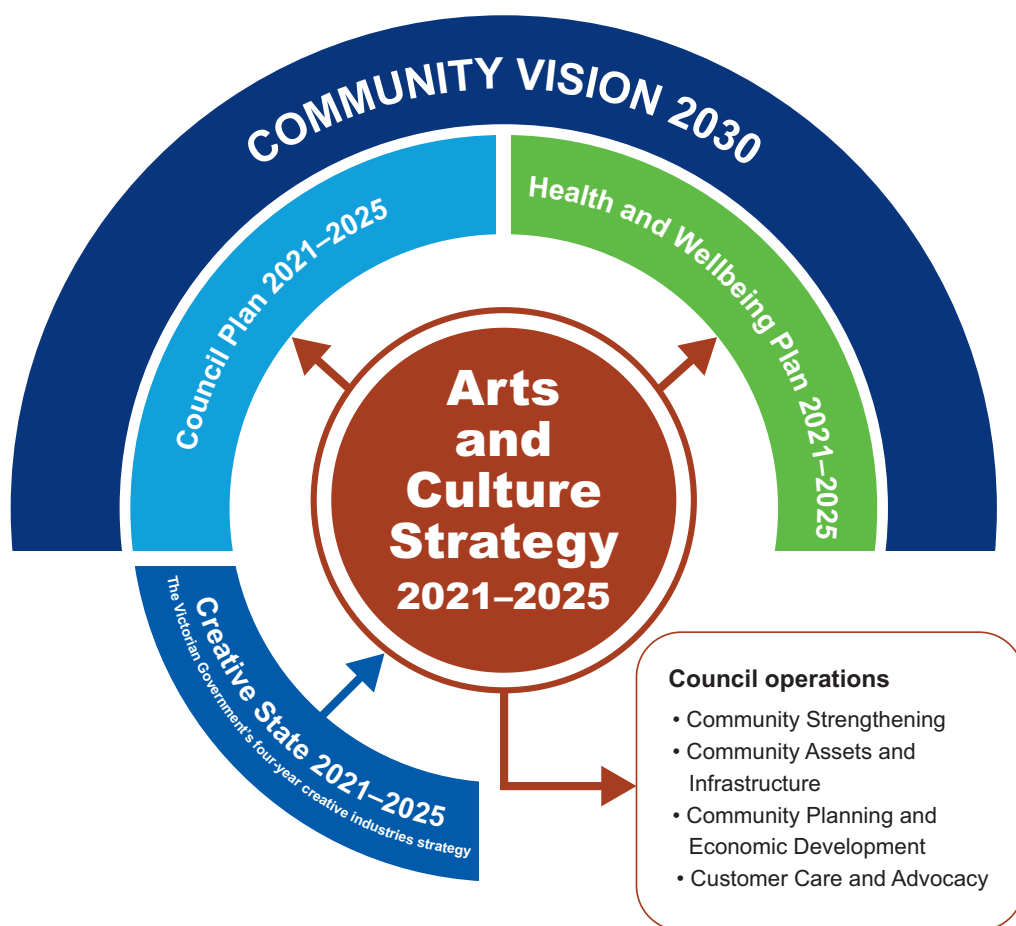 COMMUNITY VISION 2030
Council Plan 2021–2025
Health and Wellbeing Plan 2021–2025
Arts
and
Culture
Strategy
2021–2025
Creative State 2021–2025
The Victorian Government's four-year creative industries strategy
Council operations
• Community Strengthening
• Community Assets and
Infrastructure
• Community Planning and
Economic Development
• Customer Care and Advocacy